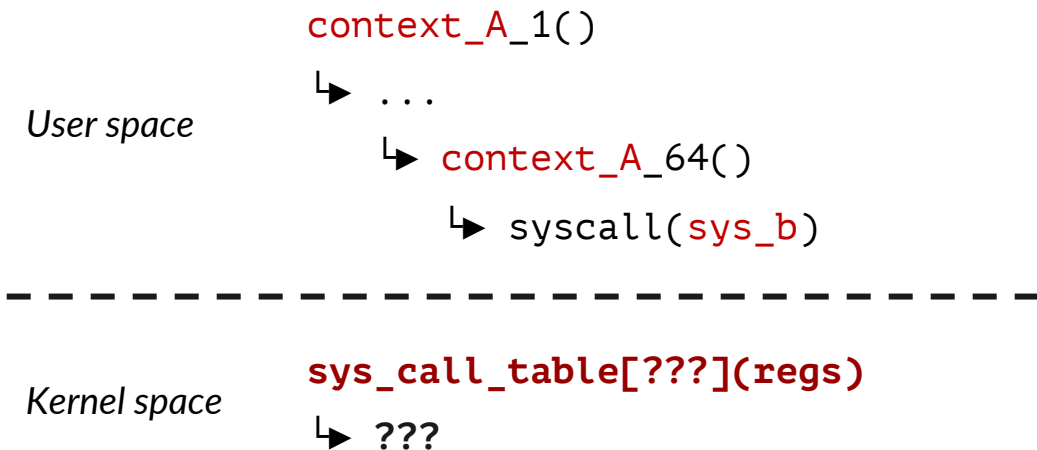 context_A_1()
↳ ...
User space
↳ context_A_64()
↳ syscall(sys_b)
sys_call_table[???](regs)
Kernel space
↳ ???